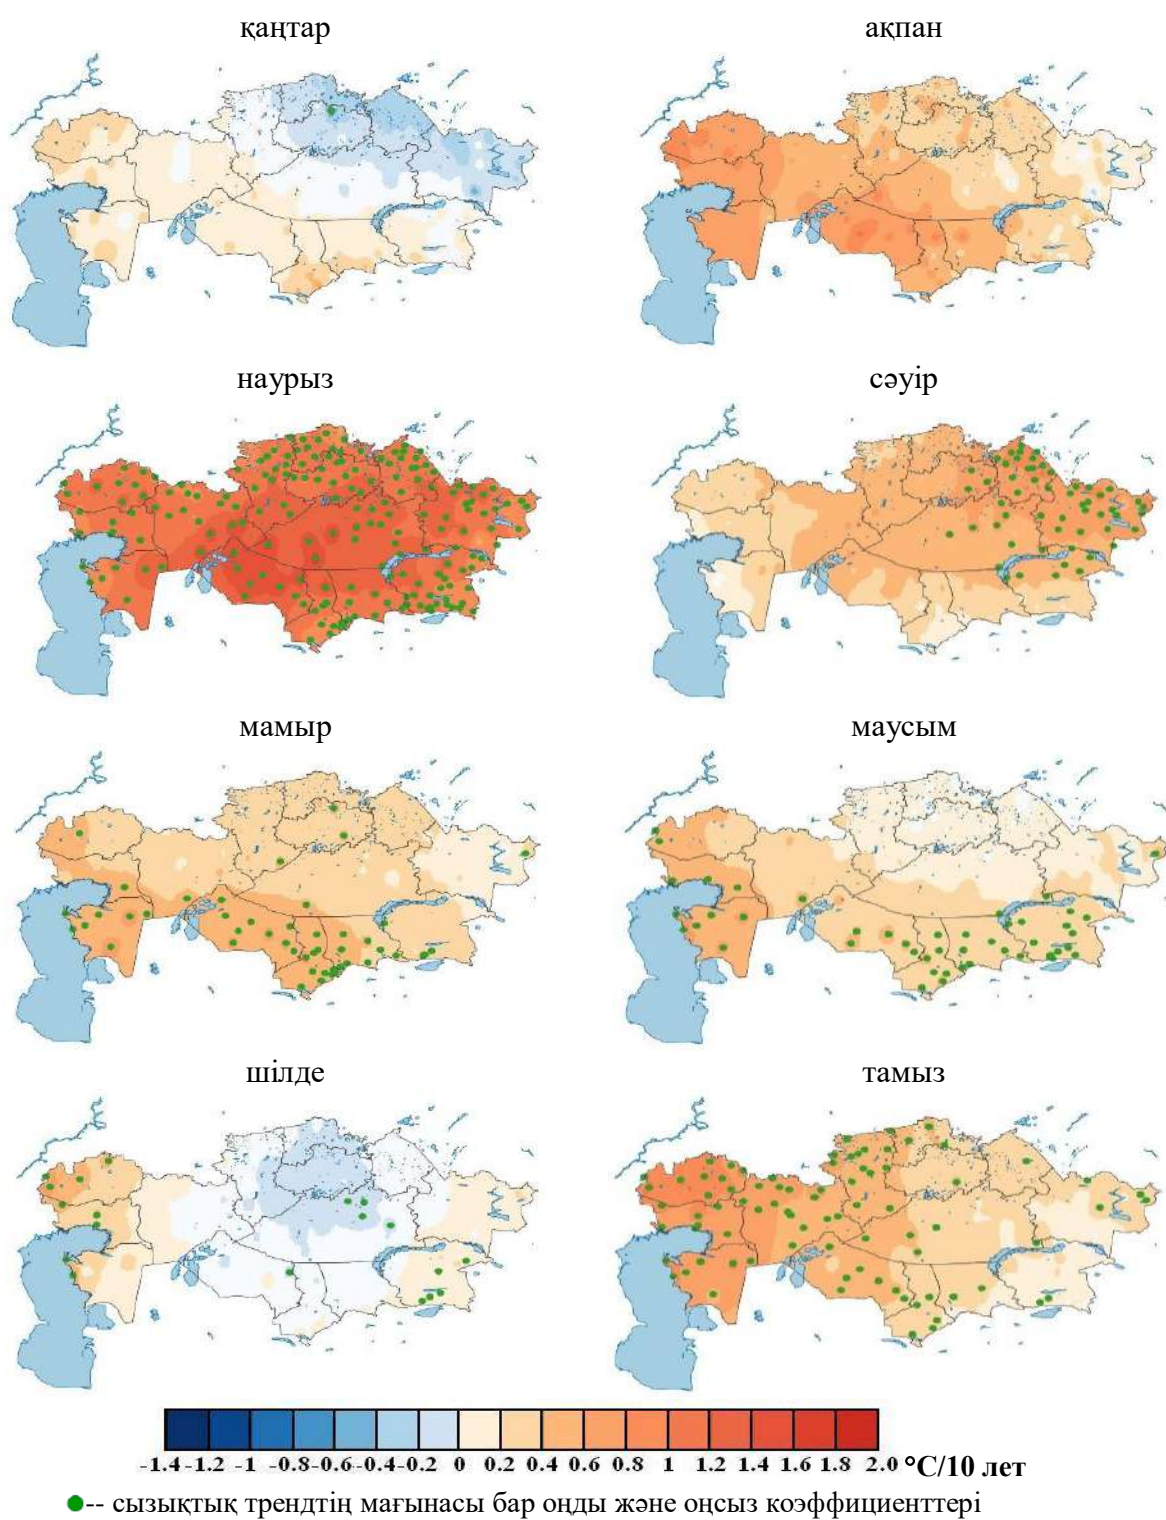 қаңтар ақпан
наурыз сәуір
мамыр маусым
шілде тамыз
-1.4 -1.2 -1 -0.8 -0.6 -0.4 -0.2 0 0.2 0.4 0.6 0.8 1 1.2 1.4 1.6 1.8 2.0 °С/10 лет
-- сызықтық трендтің мағынасы бар оңды және оңсыз коэффициенттері